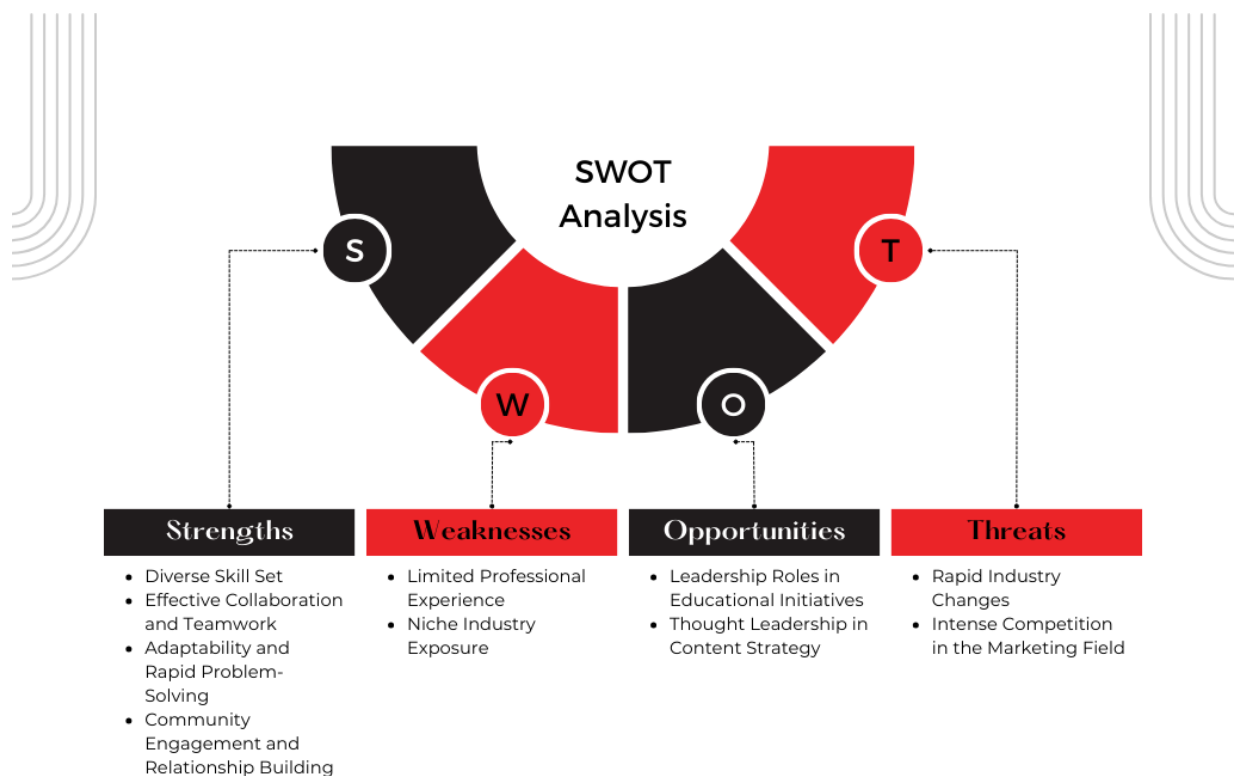 SWOT
Analysis
S
W
O
T
Strengths
• Diverse Skill Set
• Effective Collaboration
and Teamwork
• Adaptability and
Rapid Problem-
Solving
• Community
Engagement and
Relationship Building
Weaknesses
• Limited Professional
Experience
• Niche Industry
Exposure
Opportunities
• Leadership Roles in
Educational Initiatives
• Thought Leadership in
Content Strategy
Threats
• Rapid Industry
Changes
• Intense Competition
in the Marketing Field